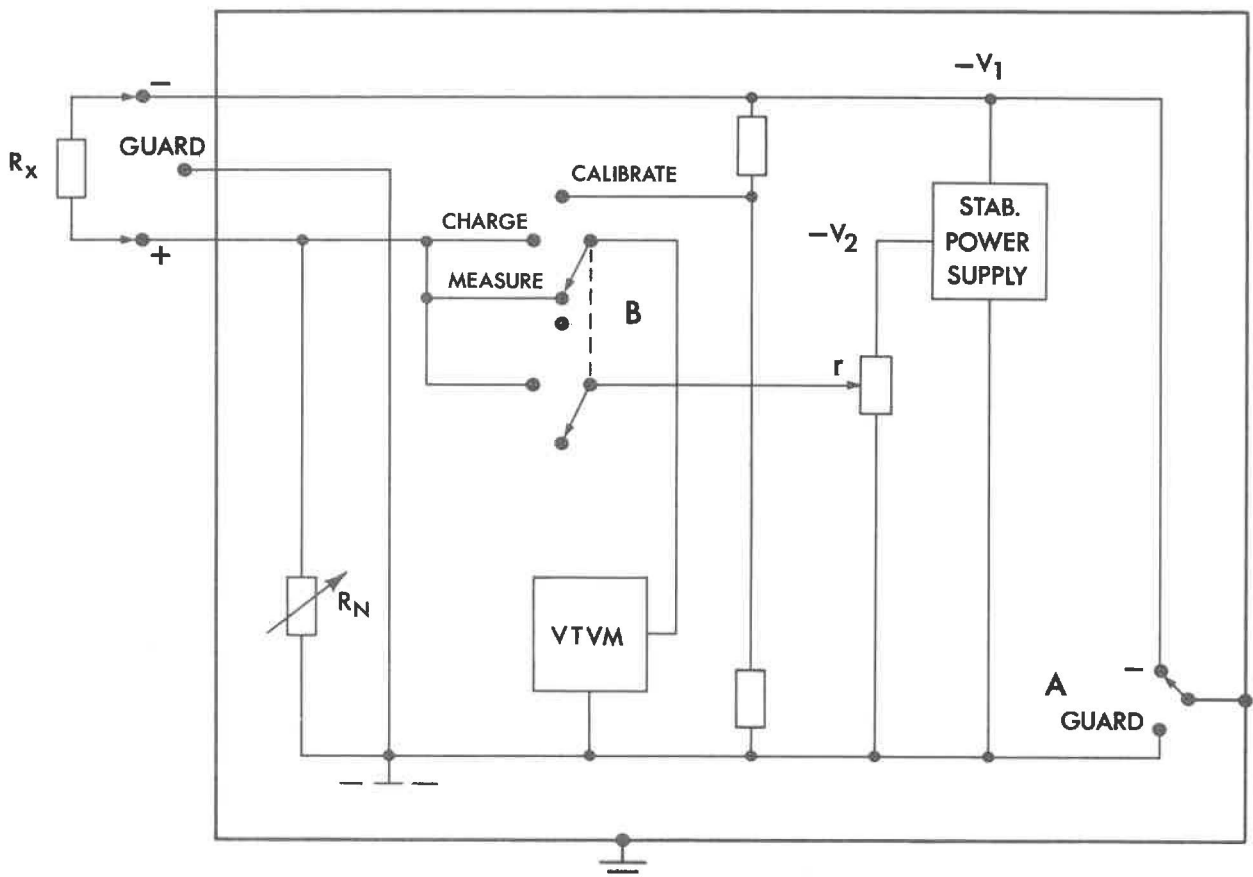 −V1
−
GUARD
Rx
CALIBRATE
STAB.
POWER
SUPPLY
CHARGE
−V2
+
MEASURE
B
r
RN
VTVM
−
A
GUARD